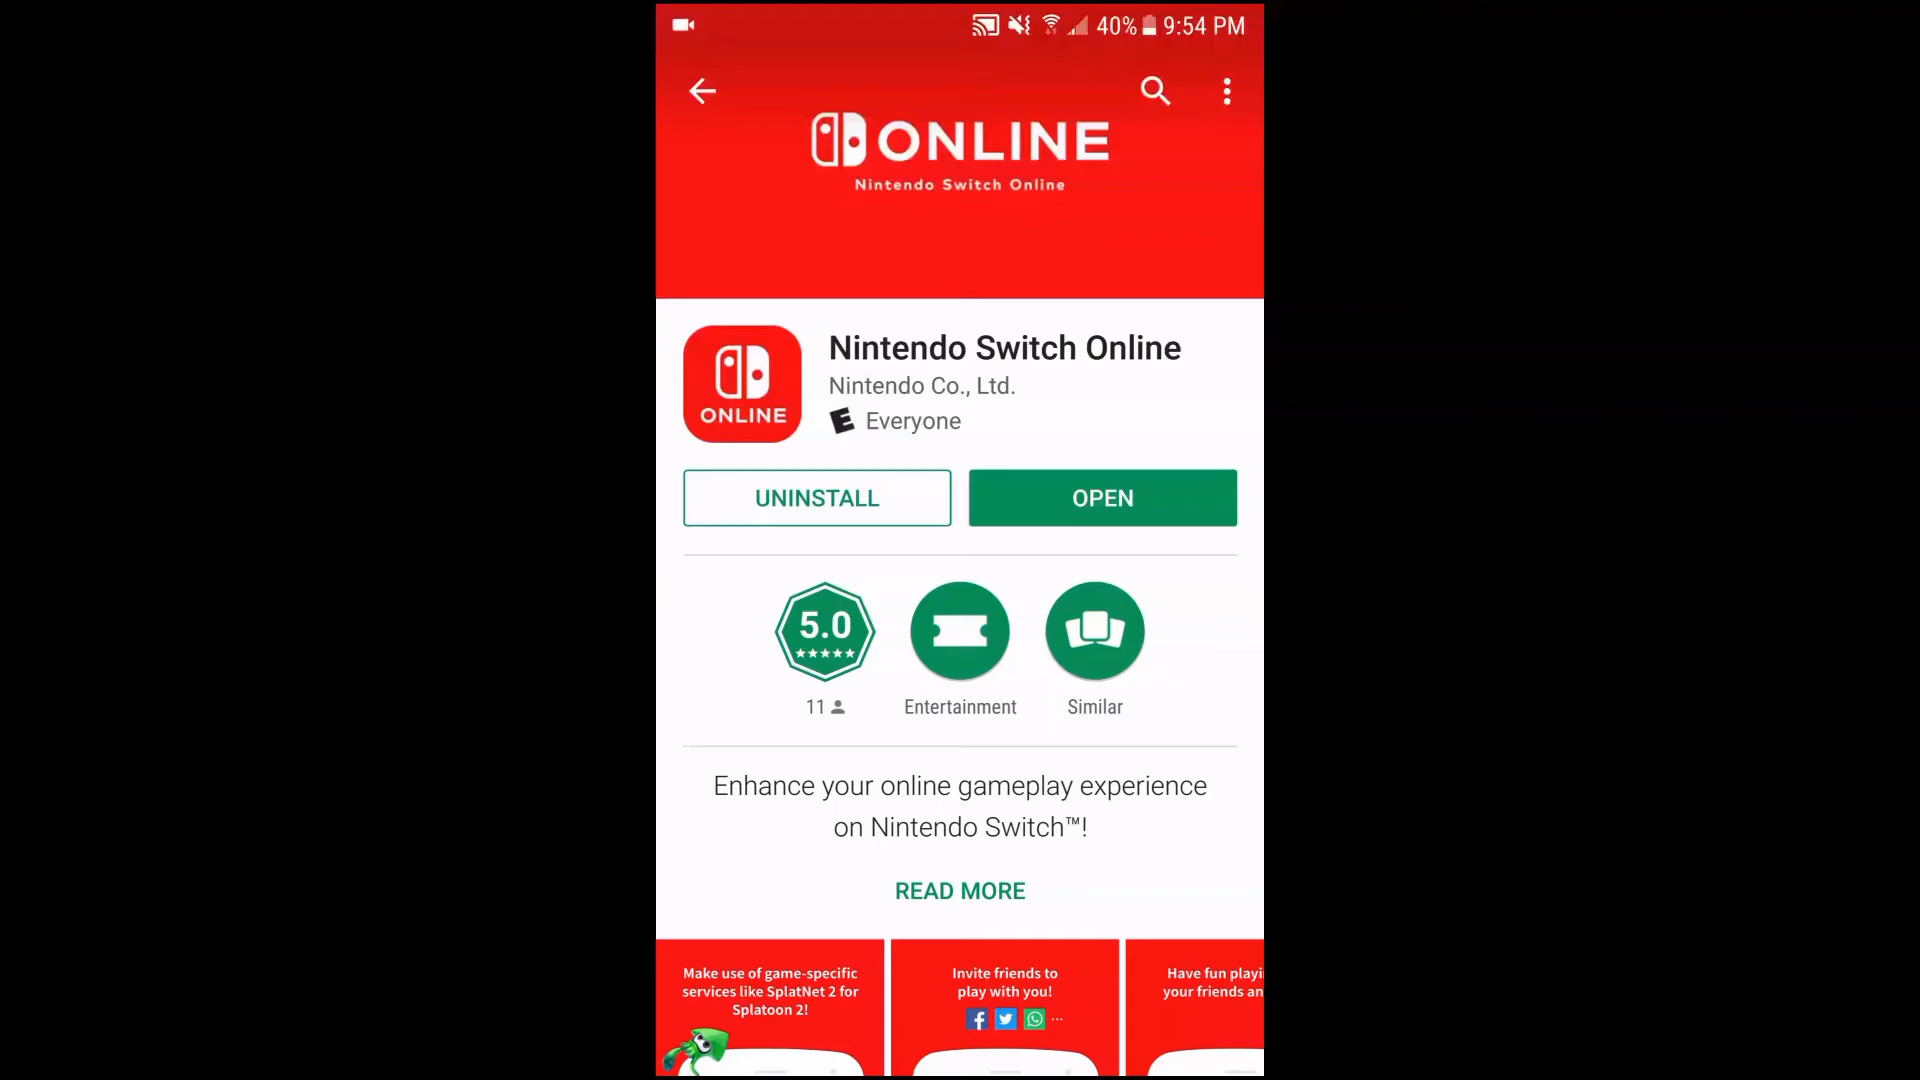 40% 9:54 PM
ONLINE
Nintendo Switch Online
ONLINE
Nintendo Switch Online
Nintendo Co., Ltd.
E Everyone
UNINSTALL
OPEN
5.0
11
Entertainment
Similar
Enhance your online gameplay experience
on Nintendo Switch™!
READ MORE
Make use of game-specific
services like SplatNet 2 for
Splatoon 2!
Invite friends to
play with you!
...
Have fun playi
your friends an